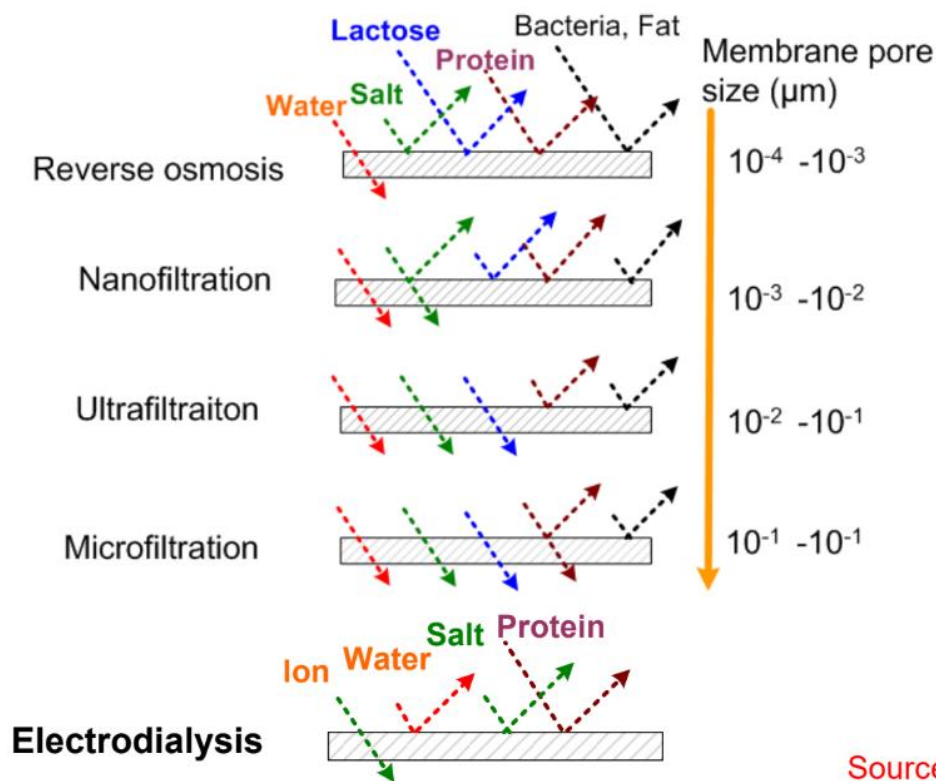 Lactose
Bacteria, Fat
Protein
Salt
Water
Membrane pore
size (µm)
Reverse osmosis
10⁻⁴ -10⁻³
Nanofiltration
10⁻³ -10⁻²
Ultrafiltraiton
10⁻² -10⁻¹
Microfiltration
10⁻¹ -10⁻¹
Salt
Protein
Water
Ion
Electrodialysis
Source